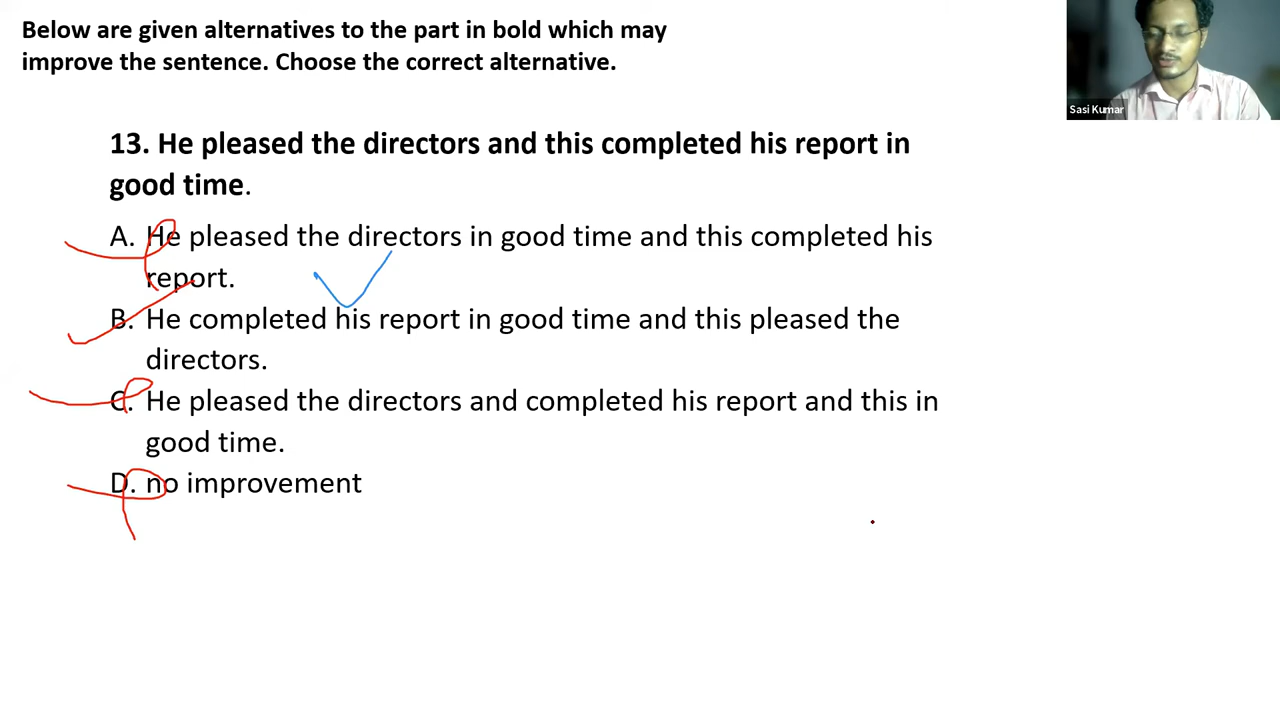 Below are given alternatives to the part in bold which may
improve the sentence. Choose the correct alternative.
Sasi Kumar
13. He pleased the directors and this completed his report in
good time.
A. He pleased the directors in good time and this completed his
report.
B. He completed his report in good time and this pleased the
directors.
C. He pleased the directors and completed his report and this in
good time.
D. no improvement